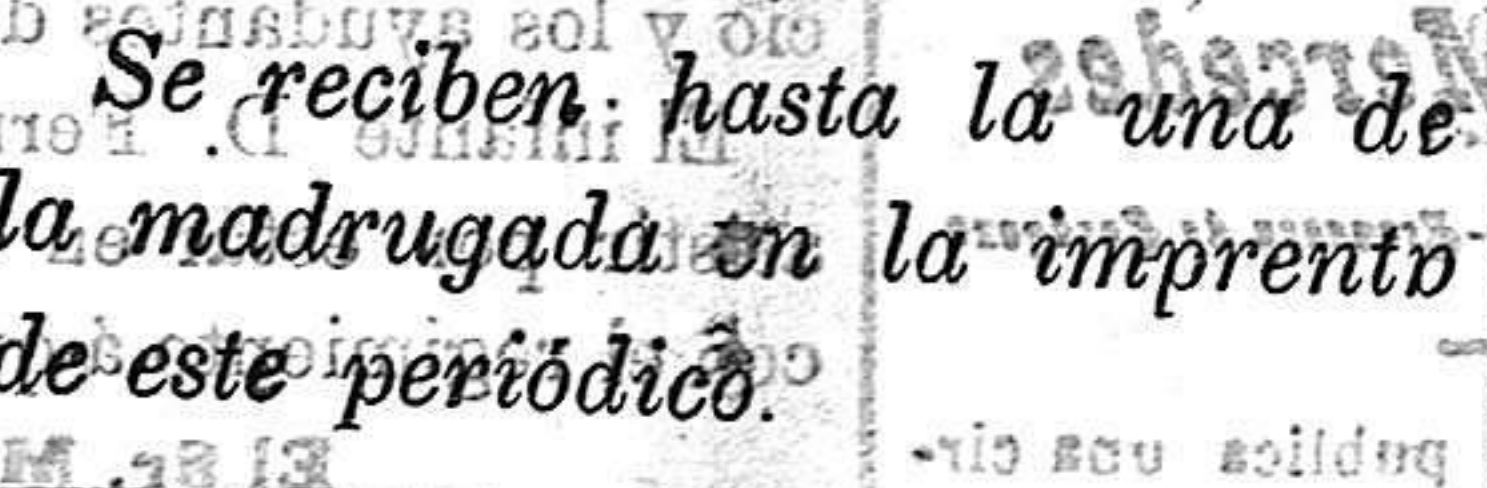 Se reciben hasta la una de
la madrugada en la imprenta
de este periódico.